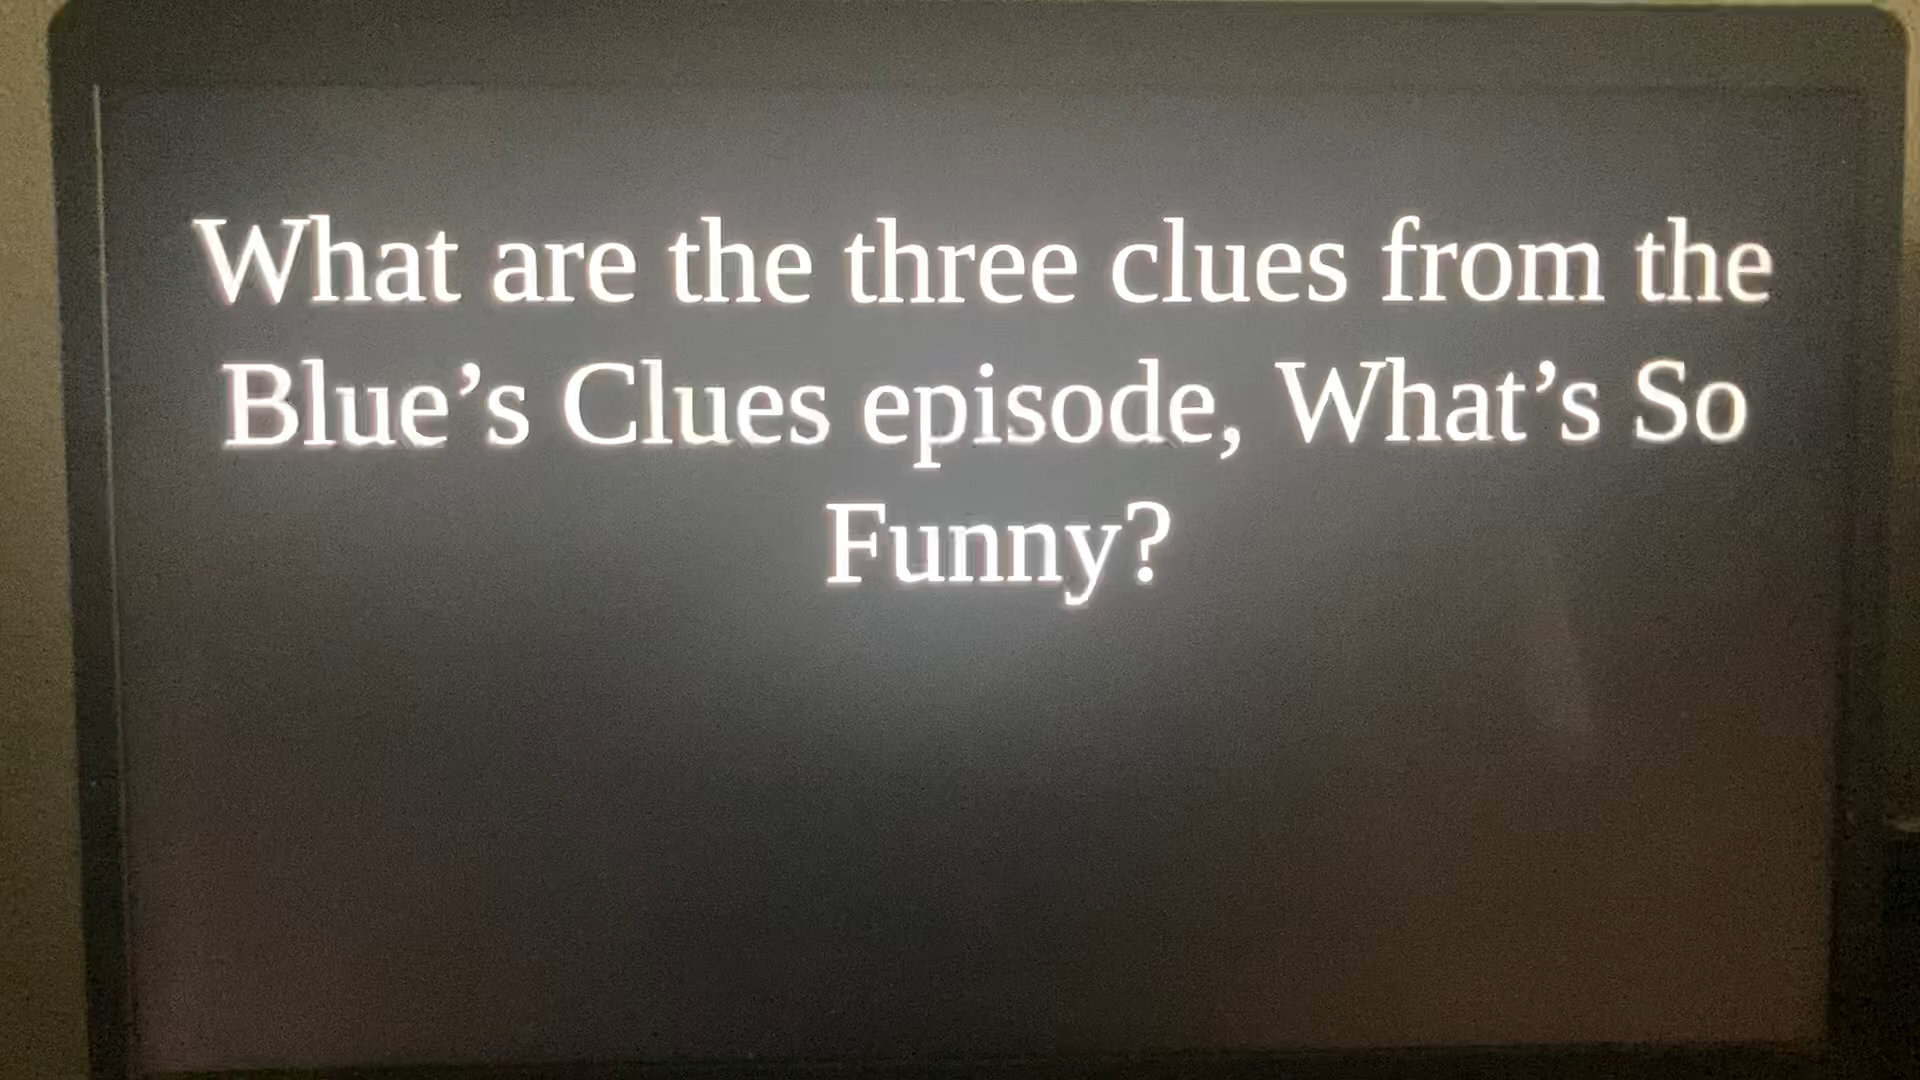 What are the three clues from the
Blue’s Clues episode, What’s So
Funny?